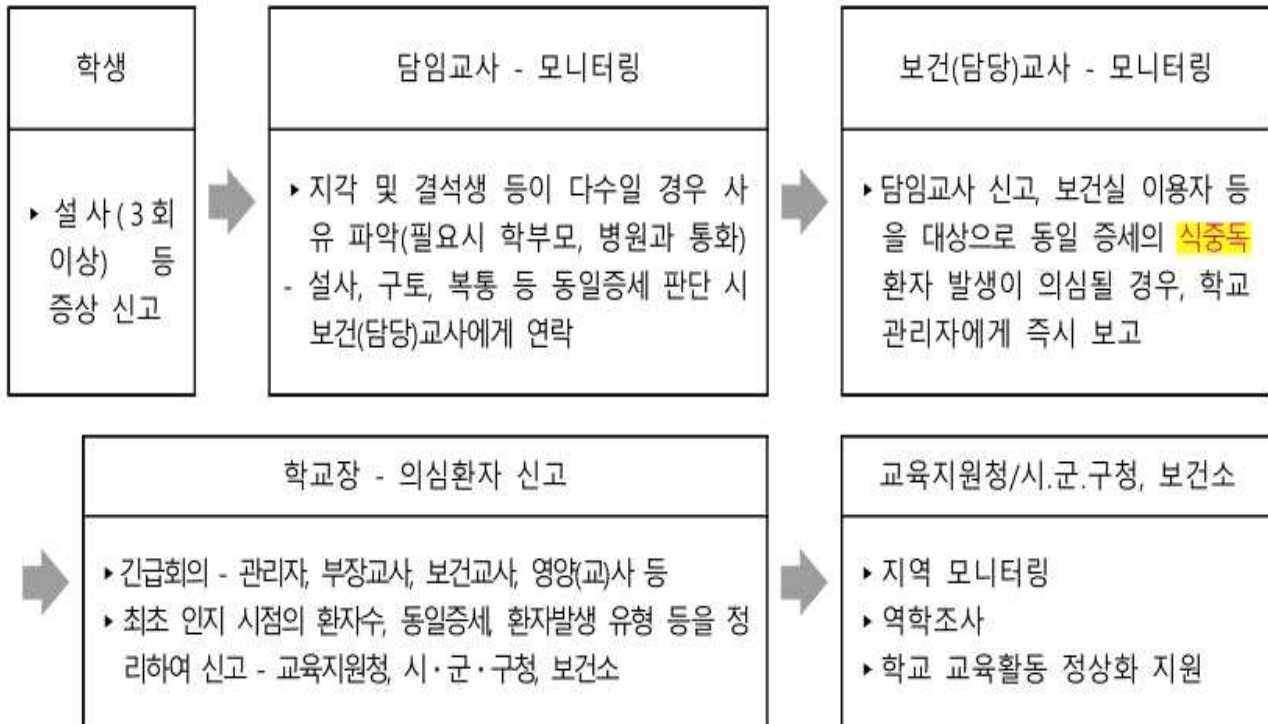 학생
▸ 설사(3회
이상) 등
증상 신고
담임교사 - 모니터링
▸ 지각 및 결석생 등이 다수일 경우 사
유 파악(필요시 학부모, 병원과 통화)
- 설사, 구토, 복통 등 동일증세 판단 시
보건(담당)교사에게 연락
보건(담당)교사 - 모니터링
▸ 담임교사 신고, 보건실 이용자 등
을 대상으로 동일 증세의 식중독
환자 발생이 의심될 경우, 학교
관리자에게 즉시 보고
학교장 - 의심환자 신고
▸ 긴급회의 - 관리자, 부장교사, 보건교사, 영양(교)사 등
▸ 최초 인지 시점의 환자수, 동일증세, 환자발생 유형 등을 정
리하여 신고 - 교육지원청, 시·군·구청, 보건소
교육지원청/시.군.구청, 보건소
▸ 지역 모니터링
▸ 역학조사
▸ 학교 교육활동 정상화 지원